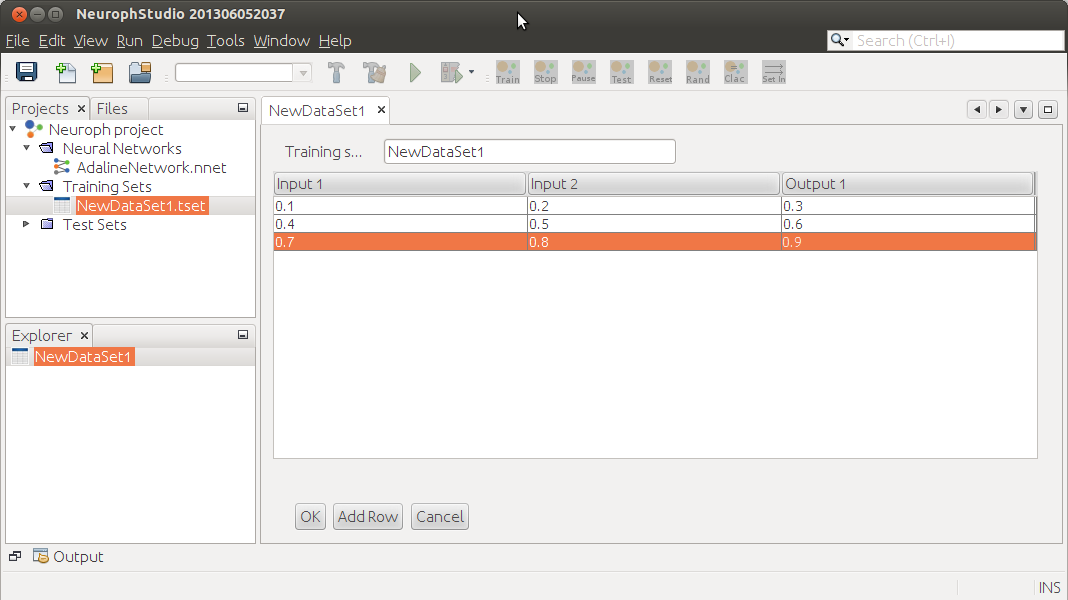 NeurophStudio 201306052037
File Edit View Run Debug Tools Window Help
Search (Ctrl+I)
Train Stop Pause Test Reset Rand Clac Set In
Projects Files
NewDataSet1
Neuroph project
Neural Networks
AdalineNetwork.nnet
Training Sets
NewDataSet1.tset
Test Sets
Training s... NewDataSet1
Input 1 Input 2 Output 1
0.1 0.2 0.3
0.4 0.5 0.6
0.7 0.8 0.9
Explorer
NewDataSet1
OK Add Row Cancel
Output
INS